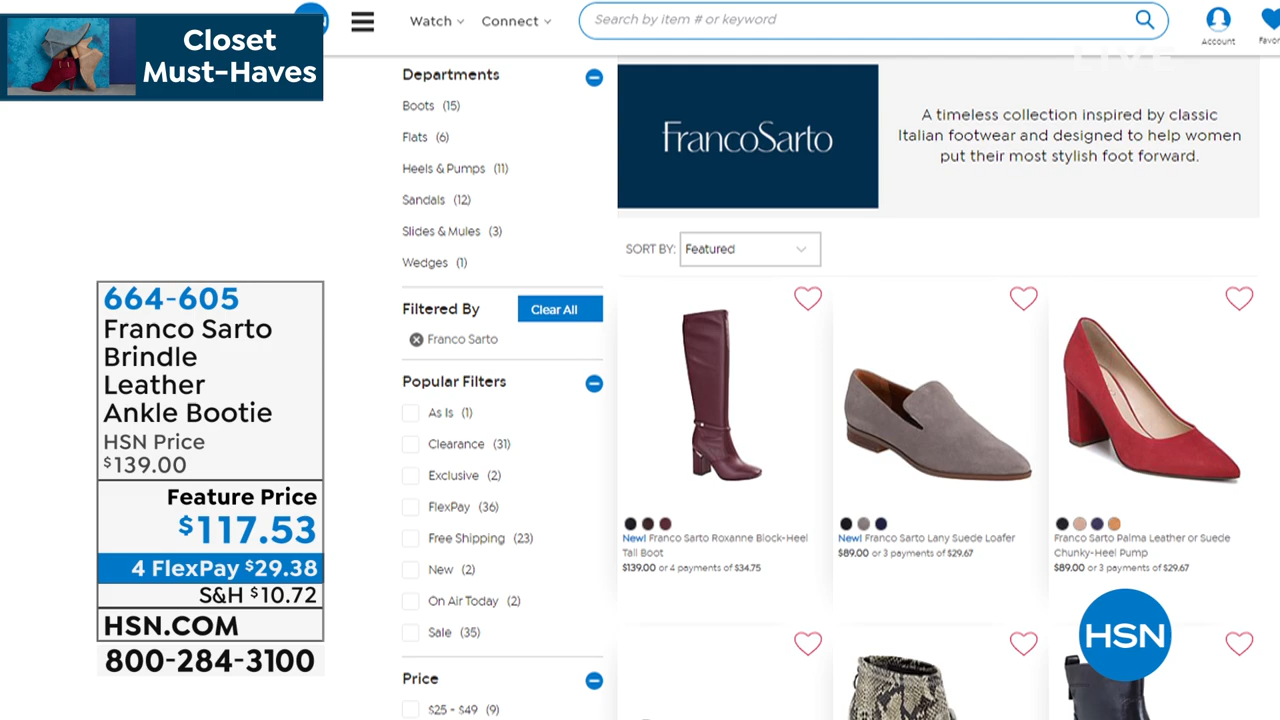 Closet
Must-Haves
Watch
Connect
Search by item # or keyword
Account
LIVE
Departments
Boots (15)
Flats (6)
Heels & Pumps (11)
Sandals (12)
Slides & Mules (3)
Wedges (1)
Filtered By
Clear All
Franco Sarto
Popular Filters
As Is (1)
Clearance (31)
Exclusive (2)
FlexPay (36)
Free Shipping (23)
New (2)
On Air Today (2)
Sale (35)
Price
$25 - $49 (9)
FrancoSarto
A timeless collection inspired by classic
Italian footwear and designed to help women
put their most stylish foot forward.
SORT BY: Featured
New! Franco Sarto Roxanne Block-Heel
Tall Boot
$139.00 or 4 payments of $34.75
New! Franco Sarto Lany Suede Loafer
$89.00 or 3 payments of $29.67
Franco Sarto Palma Leather or Suede
Chunky-Heel Pump
$89.00 or 3 payments of $29.67
664-605
Franco Sarto
Brindle
Leather
Ankle Bootie
HSN Price
$139.00
Feature Price
$117.53
4 FlexPay $29.38
S&H $10.72
HSN.COM
800-284-3100
HSN